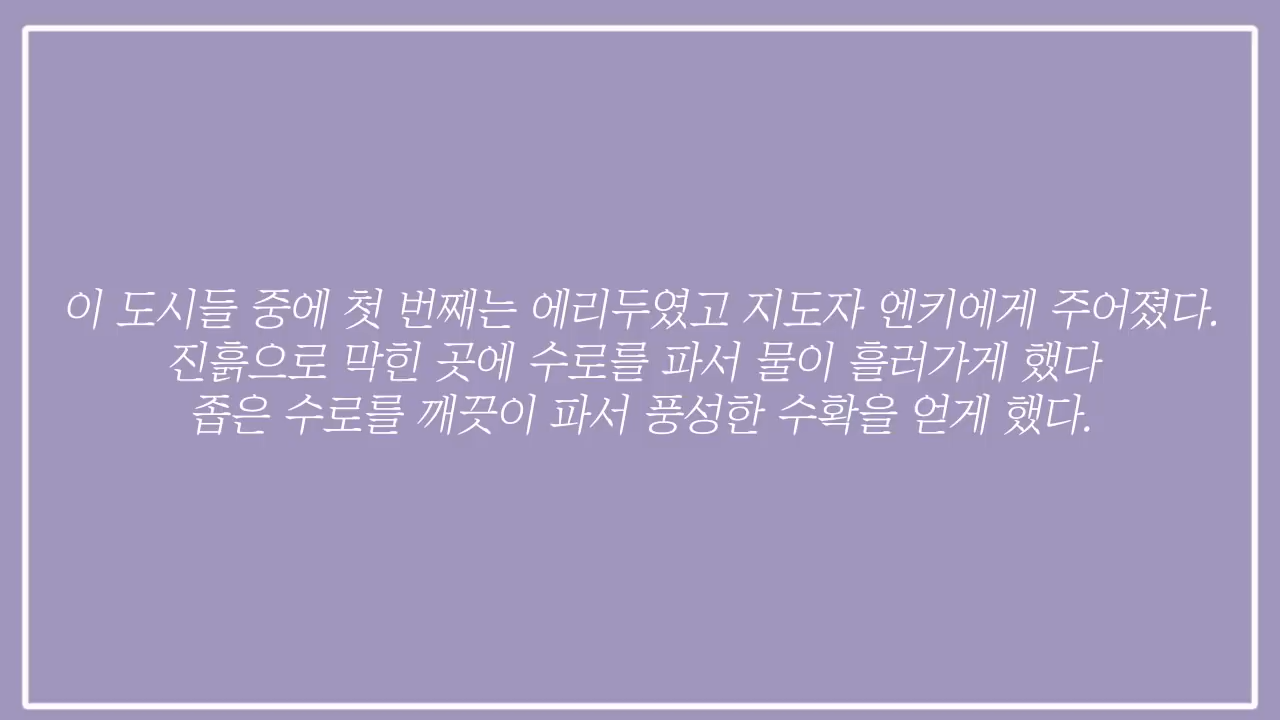 이 도시들 중에 첫 번째는 에리두였고 지도자 엔키에게 주어졌다.
진흙으로 막힌 곳에 수로를 파서 물이 흘러가게 했다
좁은 수로를 깨끗이 파서 풍성한 수확을 얻게 했다.